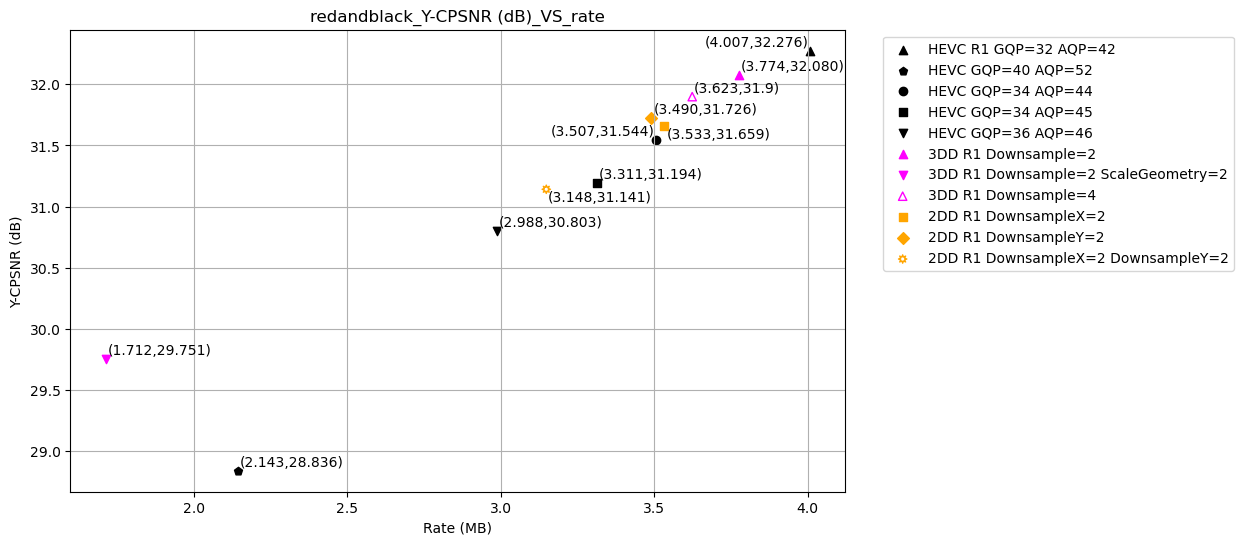 redandblack_Y-CPSNR (dB)_VS_rate
(4.007,32.276)
(3.774,32.080)
(3.623,31.9)
(3.490,31.726)
(3.507,31.544)
(3.533,31.659)
(3.311,31.194)
(3.148,31.141)
(2.988,30.803)
(1.712,29.751)
(2.143,28.836)
32.0
31.5
31.0
30.5
30.0
29.5
29.0
Y-CPSNR (dB)
2.0
2.5
3.0
3.5
4.0
Rate (MB)
HEVC R1 GQP=32 AQP=42
HEVC GQP=40 AQP=52
HEVC GQP=34 AQP=44
HEVC GQP=34 AQP=45
HEVC GQP=36 AQP=46
3DD R1 Downsample=2
3DD R1 Downsample=2 ScaleGeometry=2
3DD R1 Downsample=4
2DD R1 DownsampleX=2
2DD R1 DownsampleY=2
2DD R1 DownsampleX=2 DownsampleY=2